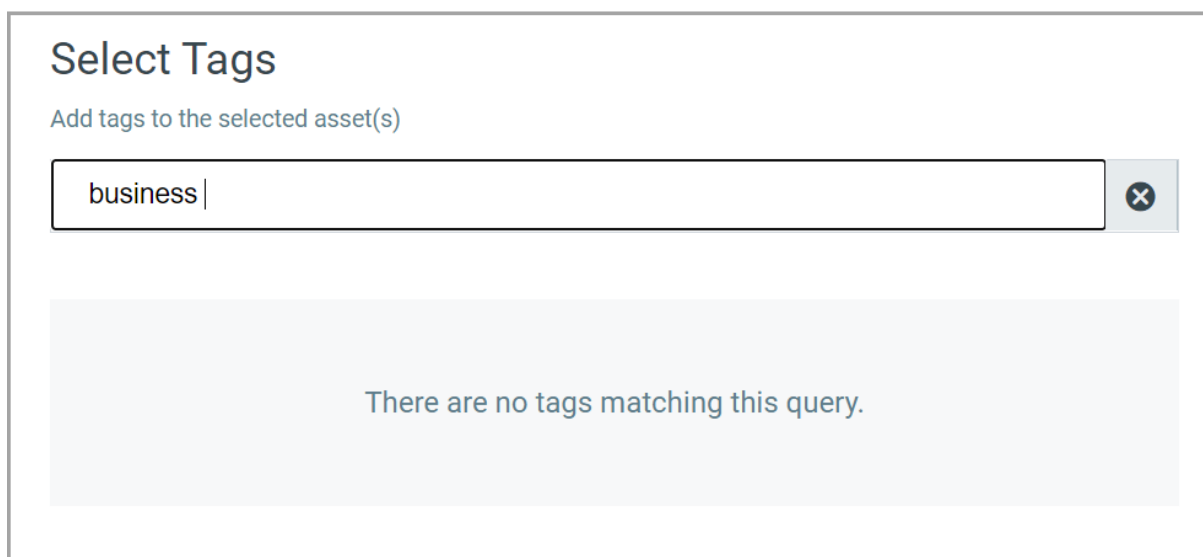 Select Tags
Add tags to the selected asset(s)
business
There are no tags matching this query.